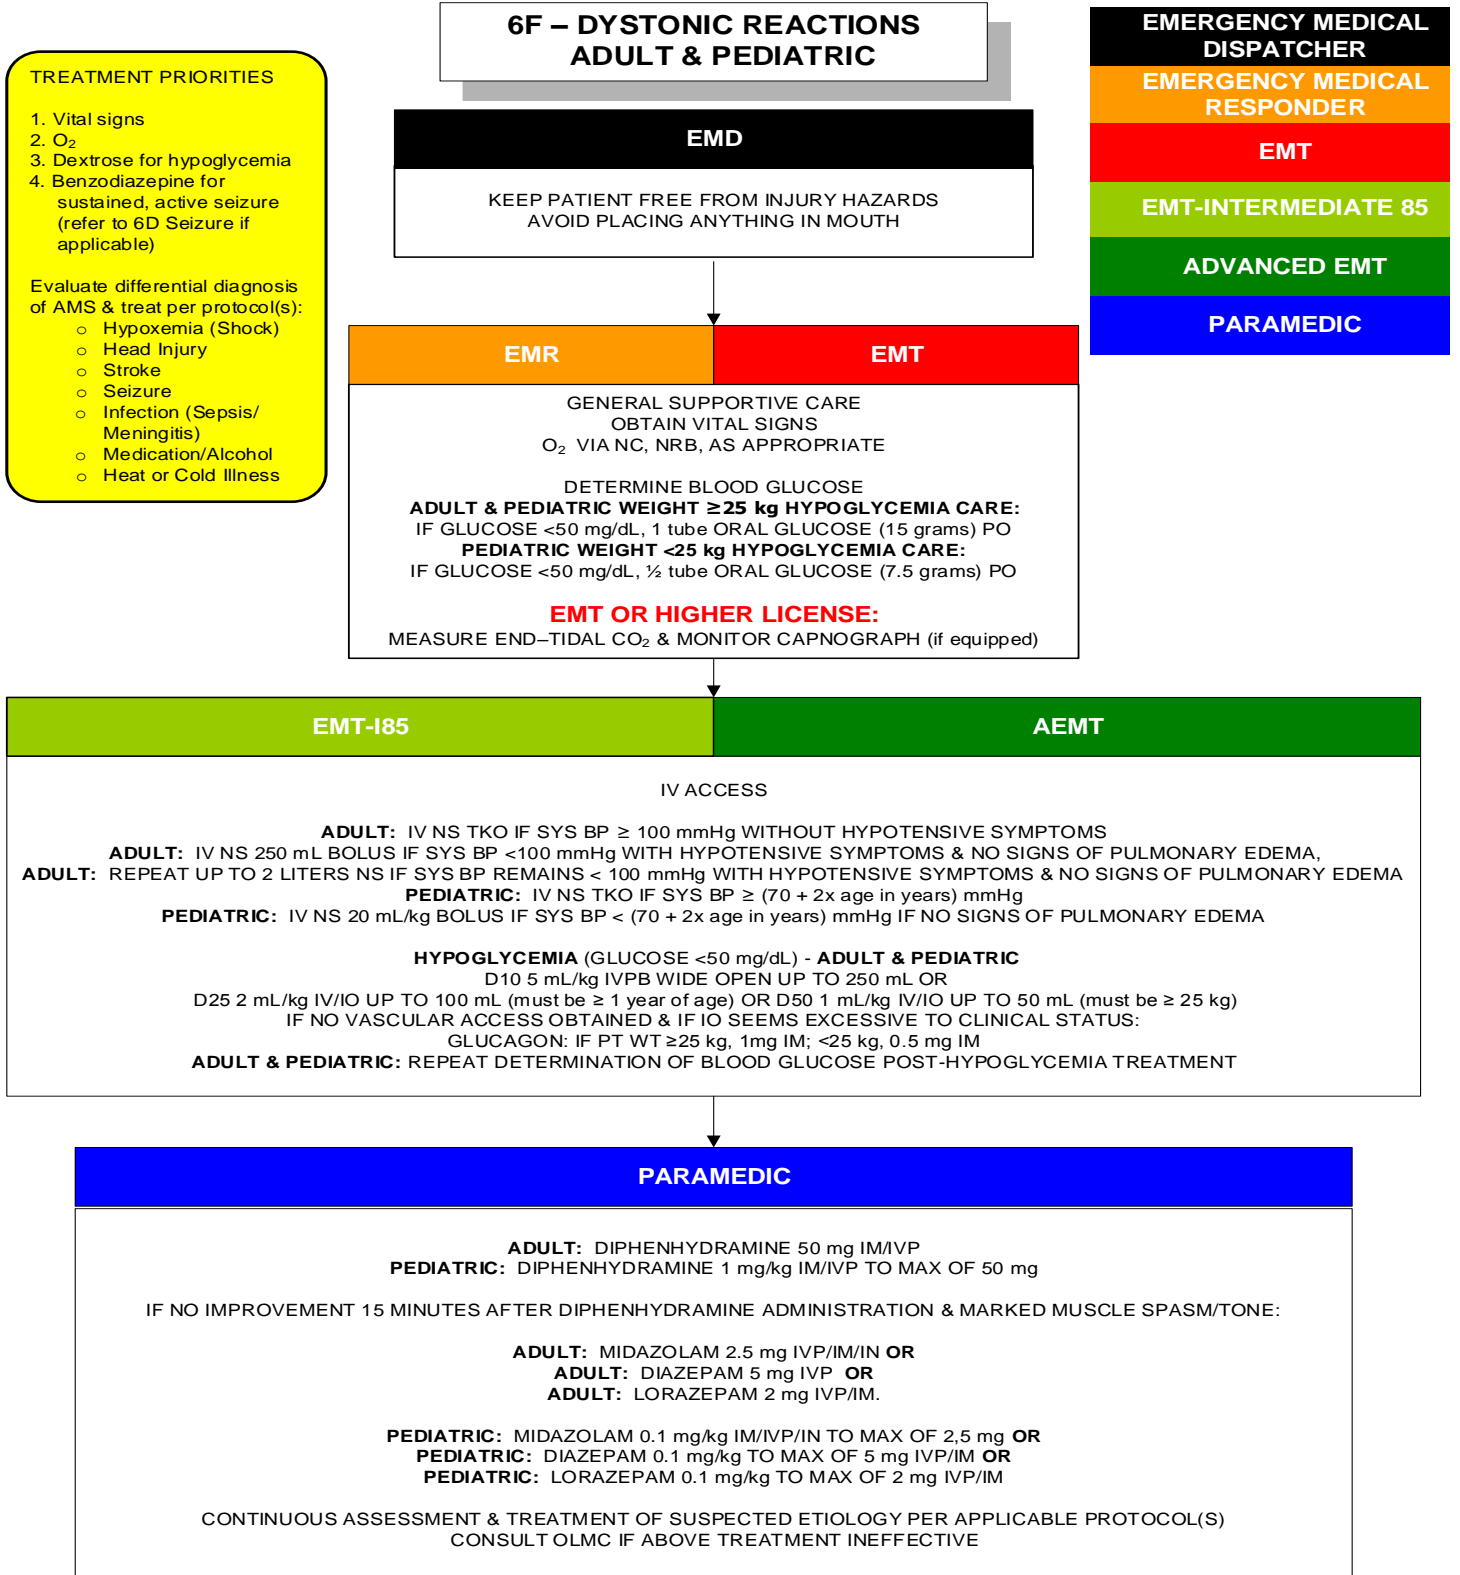 6F – DYSTONIC REACTIONS
ADULT & PEDIATRIC
TREATMENT PRIORITIES
1. Vital signs
2. O₂
3. Dextrose for hypoglycemia
4. Benzodiazepine for
sustained, active seizure
(refer to 6D Seizure if
applicable)
Evaluate differential diagnosis
of AMS & treat per protocol(s):
o Hypoxemia (Shock)
o Head Injury
o Stroke
o Seizure
o Infection (Sepsis/
Meningitis)
o Medication/Alcohol
o Heat or Cold Illness
EMERGENCY MEDICAL
DISPATCHER
EMERGENCY MEDICAL
RESPONDER
EMT
EMT-INTERMEDIATE 85
ADVANCED EMT
PARAMEDIC
EMD
KEEP PATIENT FREE FROM INJURY HAZARDS
AVOID PLACING ANYTHING IN MOUTH
EMR
EMT
GENERAL SUPPORTIVE CARE
OBTAIN VITAL SIGNS
O₂ VIA NC, NRB, AS APPROPRIATE
DETERMINE BLOOD GLUCOSE
ADULT & PEDIATRIC WEIGHT ≥25 kg HYPOGLYCEMIA CARE:
IF GLUCOSE <50 mg/dL, 1 tube ORAL GLUCOSE (15 grams) PO
PEDIATRIC WEIGHT <25 kg HYPOGLYCEMIA CARE:
IF GLUCOSE <50 mg/dL, ½ tube ORAL GLUCOSE (7.5 grams) PO
EMT OR HIGHER LICENSE:
MEASURE END–TIDAL CO₂ & MONITOR CAPNOGRAPH (if equipped)
EMT-I85
AEMT
IV ACCESS
ADULT: IV NS TKO IF SYS BP ≥ 100 mmHg WITHOUT HYPOTENSIVE SYMPTOMS
ADULT: IV NS 250 mL BOLUS IF SYS BP <100 mmHg WITH HYPOTENSIVE SYMPTOMS & NO SIGNS OF PULMONARY EDEMA,
ADULT: REPEAT UP TO 2 LITERS NS IF SYS BP REMAINS < 100 mmHg WITH HYPOTENSIVE SYMPTOMS & NO SIGNS OF PULMONARY EDEMA
PEDIATRIC: IV NS TKO IF SYS BP ≥ (70 + 2x age in years) mmHg
PEDIATRIC: IV NS 20 mL/kg BOLUS IF SYS BP < (70 + 2x age in years) mmHg IF NO SIGNS OF PULMONARY EDEMA
HYPOGLYCEMIA (GLUCOSE <50 mg/dL) - ADULT & PEDIATRIC
D10 5 mL/kg IVPB WIDE OPEN UP TO 250 mL OR
D25 2 mL/kg IV/IO UP TO 100 mL (must be ≥ 1 year of age) OR D50 1 mL/kg IV/IO UP TO 50 mL (must be ≥ 25 kg)
IF NO VASCULAR ACCESS OBTAINED & IF IO SEEMS EXCESSIVE TO CLINICAL STATUS:
GLUCAGON: IF PT WT ≥25 kg, 1mg IM; <25 kg, 0.5 mg IM
ADULT & PEDIATRIC: REPEAT DETERMINATION OF BLOOD GLUCOSE POST-HYPOGLYCEMIA TREATMENT
PARAMEDIC
ADULT: DIPHENHYDRAMINE 50 mg IM/IVP
PEDIATRIC: DIPHENHYDRAMINE 1 mg/kg IM/IVP TO MAX OF 50 mg
IF NO IMPROVEMENT 15 MINUTES AFTER DIPHENHYDRAMINE ADMINISTRATION & MARKED MUSCLE SPASM/TONE:
ADULT: MIDAZOLAM 2.5 mg IVP/IM/IN OR
ADULT: DIAZEPAM 5 mg IVP OR
ADULT: LORAZEPAM 2 mg IVP/IM.
PEDIATRIC: MIDAZOLAM 0.1 mg/kg IM/IVP/IN TO MAX OF 2,5 mg OR
PEDIATRIC: DIAZEPAM 0.1 mg/kg TO MAX OF 5 mg IVP/IM OR
PEDIATRIC: LORAZEPAM 0.1 mg/kg TO MAX OF 2 mg IVP/IM
CONTINUOUS ASSESSMENT & TREATMENT OF SUSPECTED ETIOLOGY PER APPLICABLE PROTOCOL(S)
CONSULT OLMC IF ABOVE TREATMENT INEFFECTIVE